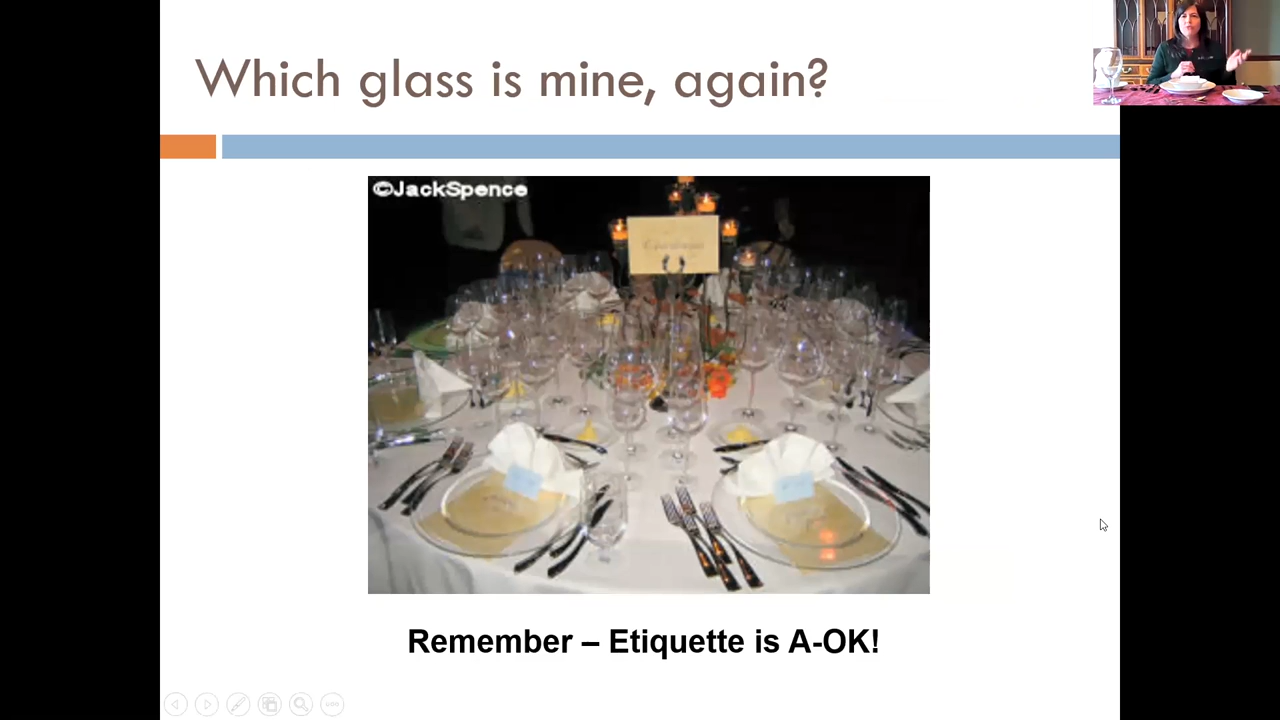 Which glass is mine, again?
©JackSpence
Remember – Etiquette is A-OK!